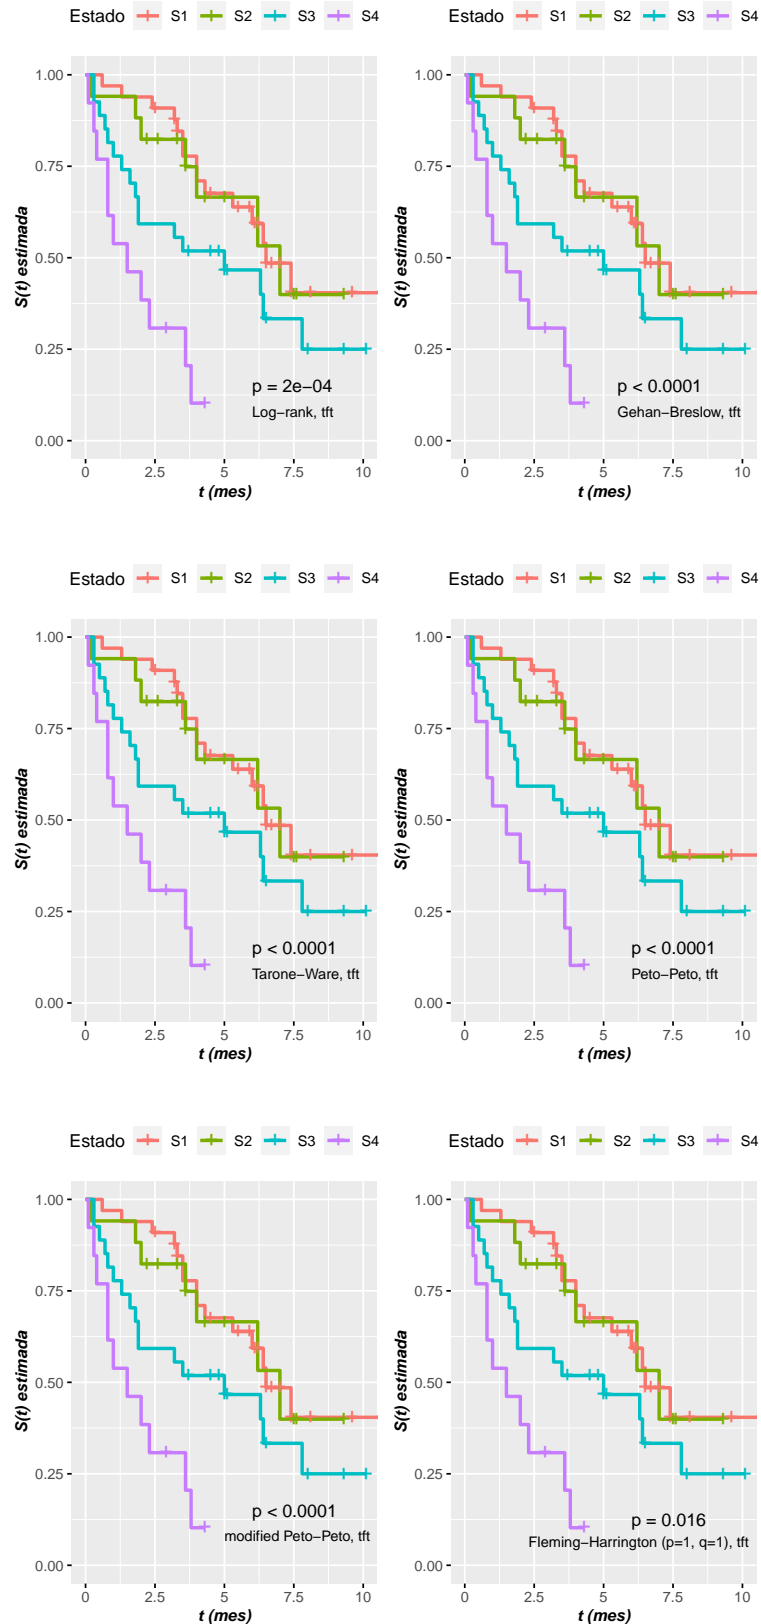 Estado S1 S2 S3 S4
1.00
0.75
0.50
0.25
0.00
S(t) estimada
p = 2e−04
Log−rank, tft
0 2.5 5 7.5 10
t (mes)
Estado S1 S2 S3 S4
1.00
0.75
0.50
0.25
0.00
S(t) estimada
p < 0.0001
Gehan−Breslow, tft
0 2.5 5 7.5 10
t (mes)
Estado S1 S2 S3 S4
1.00
0.75
0.50
0.25
0.00
S(t) estimada
p < 0.0001
Tarone−Ware, tft
0 2.5 5 7.5 10
t (mes)
Estado S1 S2 S3 S4
1.00
0.75
0.50
0.25
0.00
S(t) estimada
p < 0.0001
Peto−Peto, tft
0 2.5 5 7.5 10
t (mes)
Estado S1 S2 S3 S4
1.00
0.75
0.50
0.25
0.00
S(t) estimada
p < 0.0001
modified Peto−Peto, tft
0 2.5 5 7.5 10
t (mes)
Estado S1 S2 S3 S4
1.00
0.75
0.50
0.25
0.00
S(t) estimada
p = 0.016
Fleming−Harrington (p=1, q=1), tft
0 2.5 5 7.5 10
t (mes)